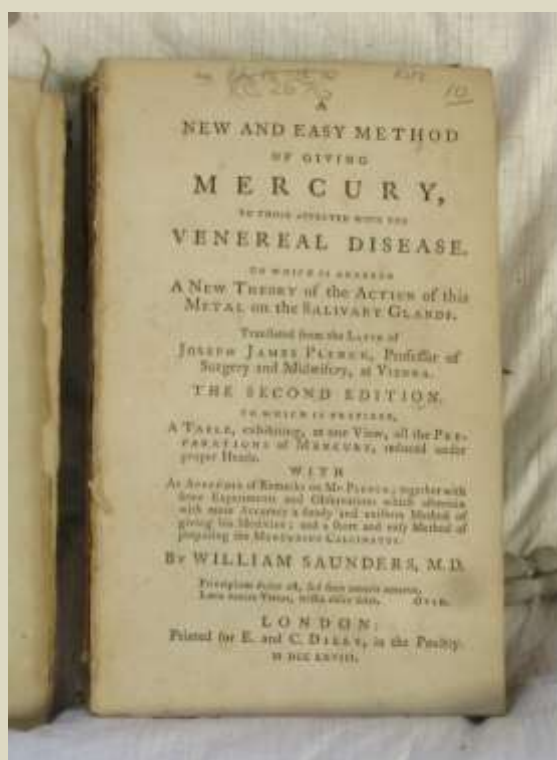 A
NEW AND EASY METHOD
OF GIVING
MERCURY,
TO THOSE AFFECTED WITH THE
VENEREAL DISEASE.
TO WHICH IS ANNEXED
A NEW THEORY of the ACTION of this
METAL on the SALIVARY GLANDS.
Translated from the LATIN of
JOSEPH JAMES PLENCK, Professor of
Surgery and Midwifery, at VIENNA.
THE SECOND EDITION.
TO WHICH IS PREFIXED,
A TABLE, exhibiting, at one View, all the PRE-
PARATIONS of MERCURY, reduced under
proper Heads.
WITH
An APPENDIX of Remarks on Mr. PLENCK; together with
some Experiments and Observations which
with more Accuracy a and uniform Method of
giving his MEDICINE; and a short and easy Method of
preparing the MERCURIUS CALCINATUS.
BY WILLIAM SAUNDERS, M.D.
OVID.
LONDON:
Printed for E. and C. DILLY, in the Poultry.
M DCC LXVIII.